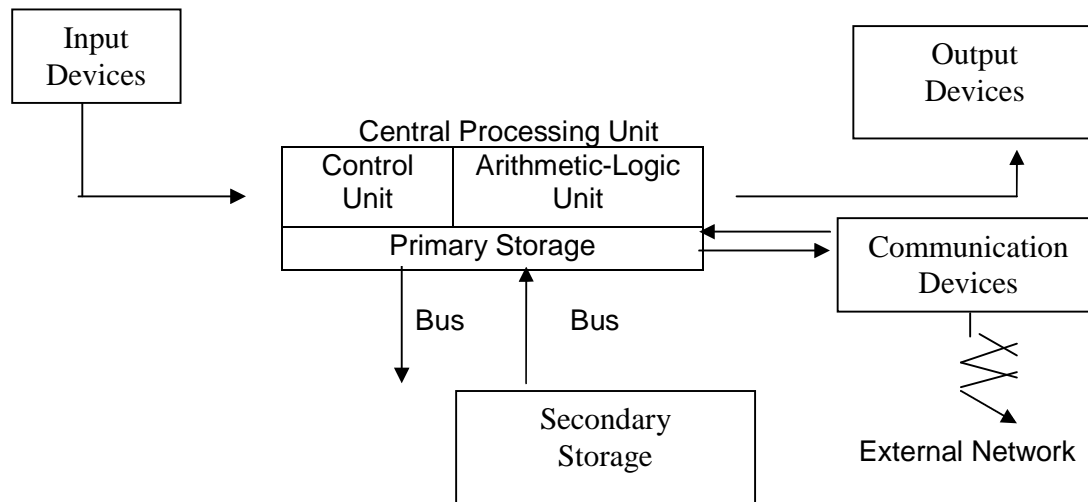 Input
Devices
Output
Devices
Central Processing Unit
Control
Unit
Arithmetic-Logic
Unit
Primary Storage
Communication
Devices
Bus
Bus
Secondary
Storage
External Network